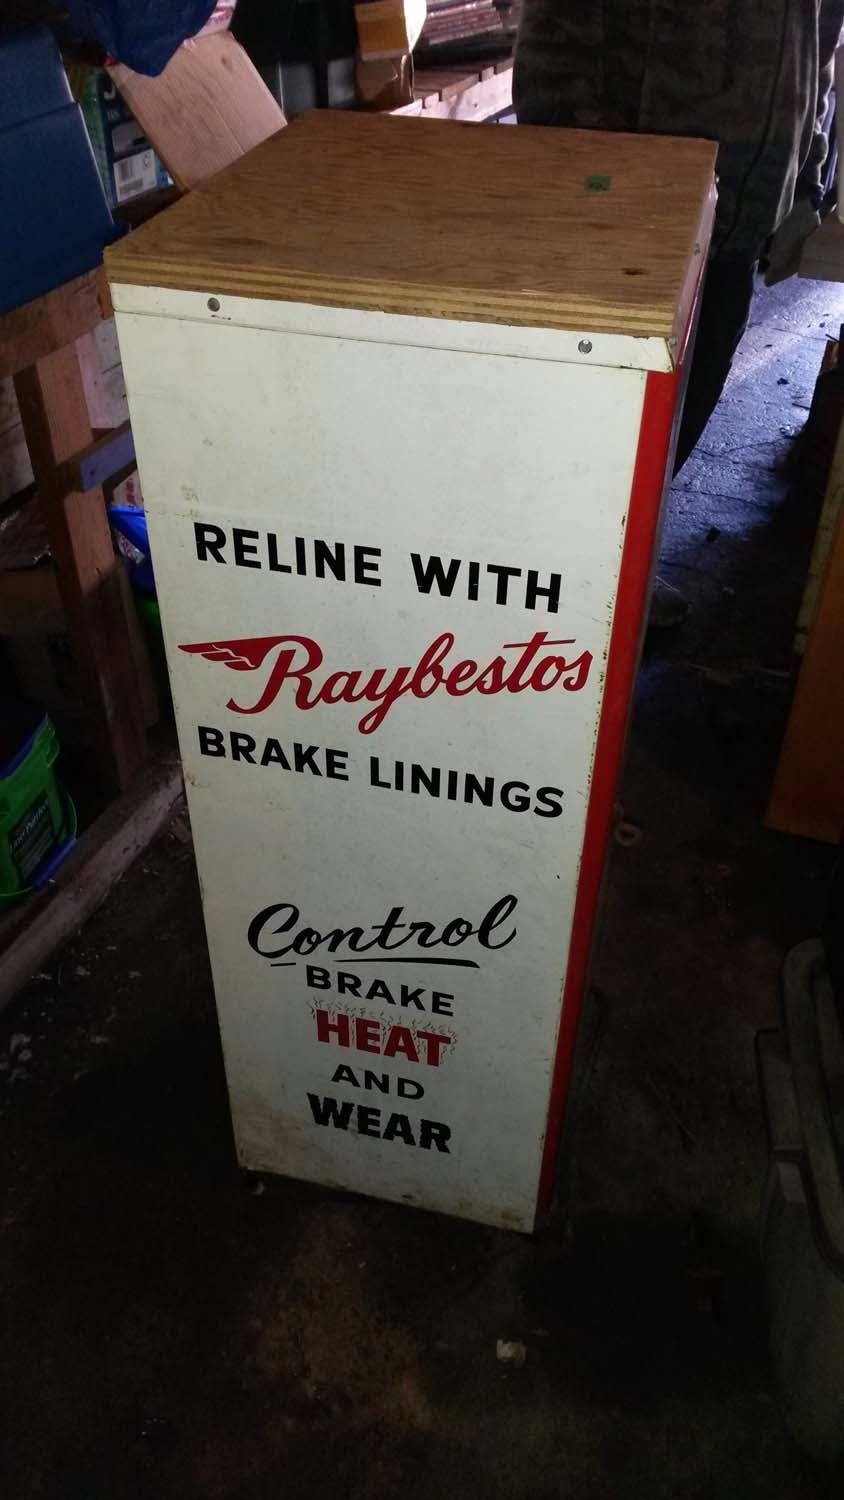 RELINE WITH
Raybestos
BRAKE LININGS
Control
BRAKE
HEAT
AND
WEAR